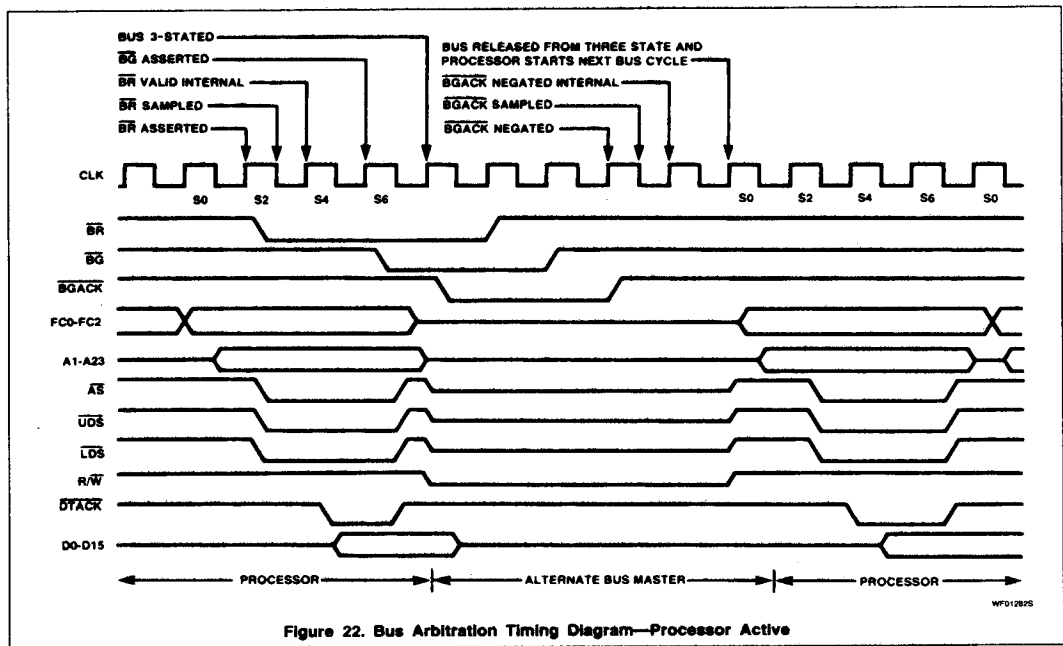 BUS 3-STATED
BG ASSERTED
BR VALID INTERNAL
BR SAMPLED
BR ASSERTED
BUS RELEASED FROM THREE STATE AND
PROCESSOR STARTS NEXT BUS CYCLE
BGACK NEGATED INTERNAL
BGACK SAMPLED
BGACK NEGATED
CLK
S0 S2 S4 S6 S0 S2 S4 S6 S0
BR
BG
BGACK
FC0-FC2
A1-A23
AS
UDS
LDS
R/W
DTACK
D0-D15
PROCESSOR ALTERNATE BUS MASTER PROCESSOR
WF01282S
Figure 22. Bus Arbitration Timing Diagram—Processor Active